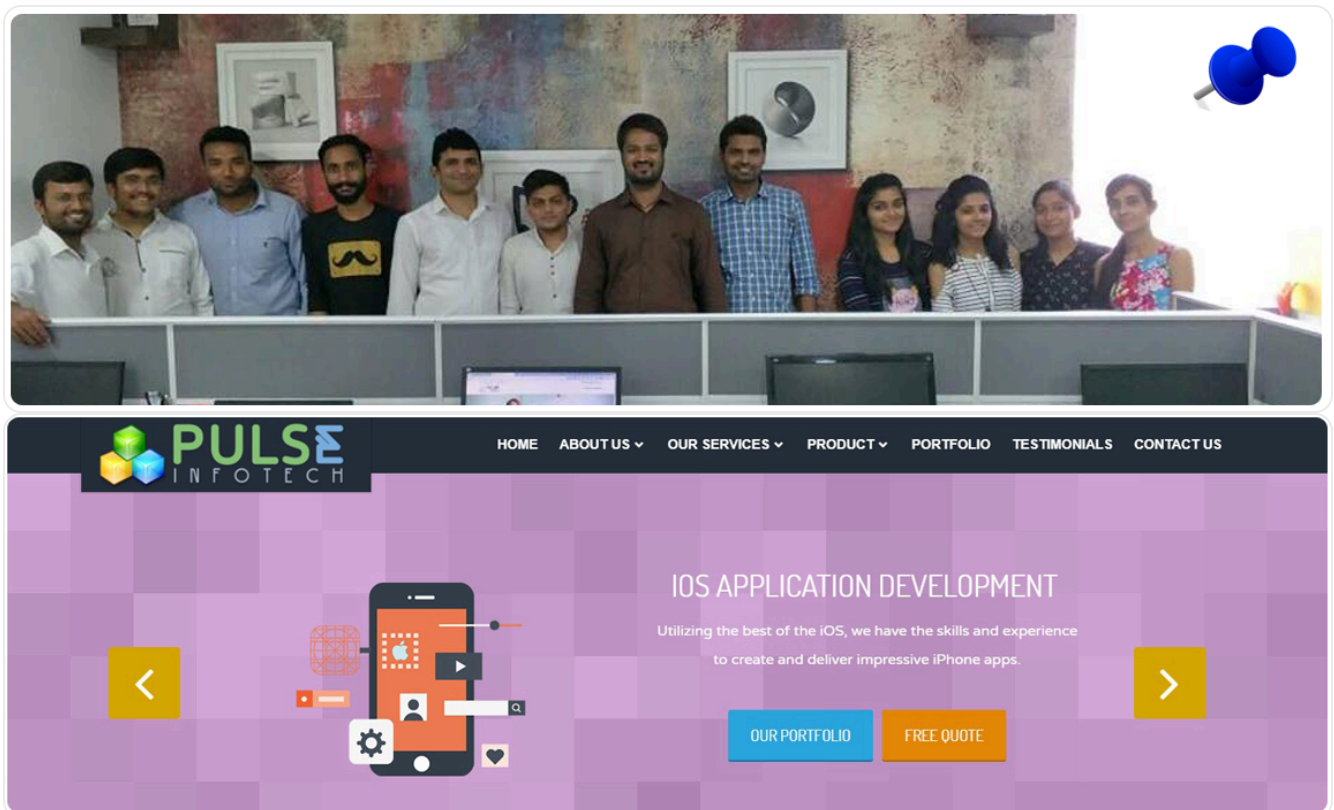 PULSE
INFOTECH
HOME ABOUT US OUR SERVICES PRODUCT PORTFOLIO TESTIMONIALS CONTACT US
IOS APPLICATION DEVELOPMENT
Utilizing the best of the iOS, we have the skills and experience
to create and deliver impressive iPhone apps.
OUR PORTFOLIO FREE QUOTE